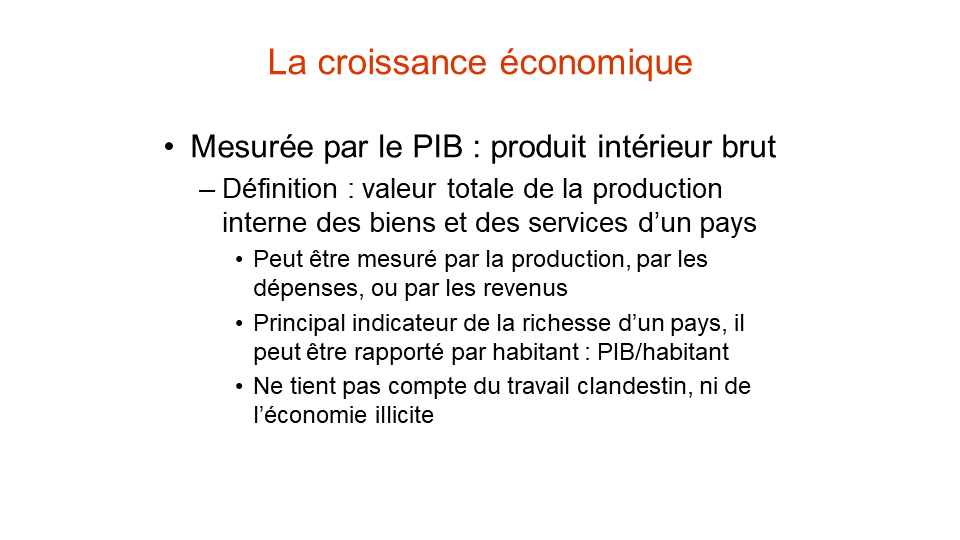 La croissance économique
• Mesurée par le PIB : produit intérieur brut
– Définition : valeur totale de la production
interne des biens et des services d’un pays
• Peut être mesuré par la production, par les
dépenses, ou par les revenus
• Principal indicateur de la richesse d’un pays, il
peut être rapporté par habitant : PIB/habitant
• Ne tient pas compte du travail clandestin, ni de
l’économie illicite